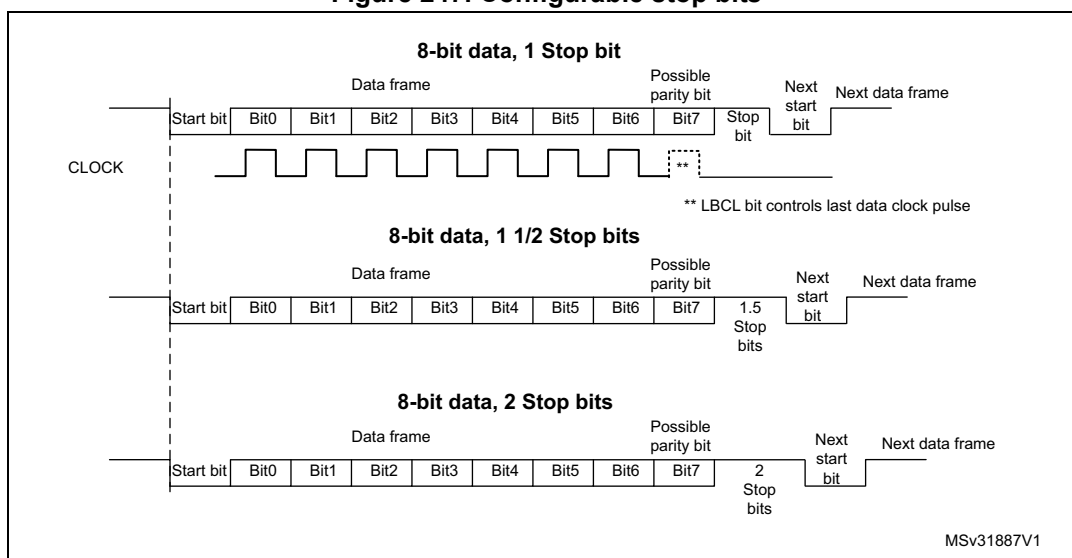 8-bit data, 1 Stop bit
Data frame
Possible
parity bit
Next
start
bit
Next data frame
Start bit Bit0 Bit1 Bit2 Bit3 Bit4 Bit5 Bit6 Bit7 Stop
bit
CLOCK
**
** LBCL bit controls last data clock pulse
8-bit data, 1 1/2 Stop bits
Data frame
Possible
parity bit
Next
start
bit
Next data frame
Start bit Bit0 Bit1 Bit2 Bit3 Bit4 Bit5 Bit6 Bit7 1.5
Stop
bits
8-bit data, 2 Stop bits
Data frame
Possible
parity bit
Next
start
bit
Next data frame
Start bit Bit0 Bit1 Bit2 Bit3 Bit4 Bit5 Bit6 Bit7 2
Stop
bits
MSv31887V1